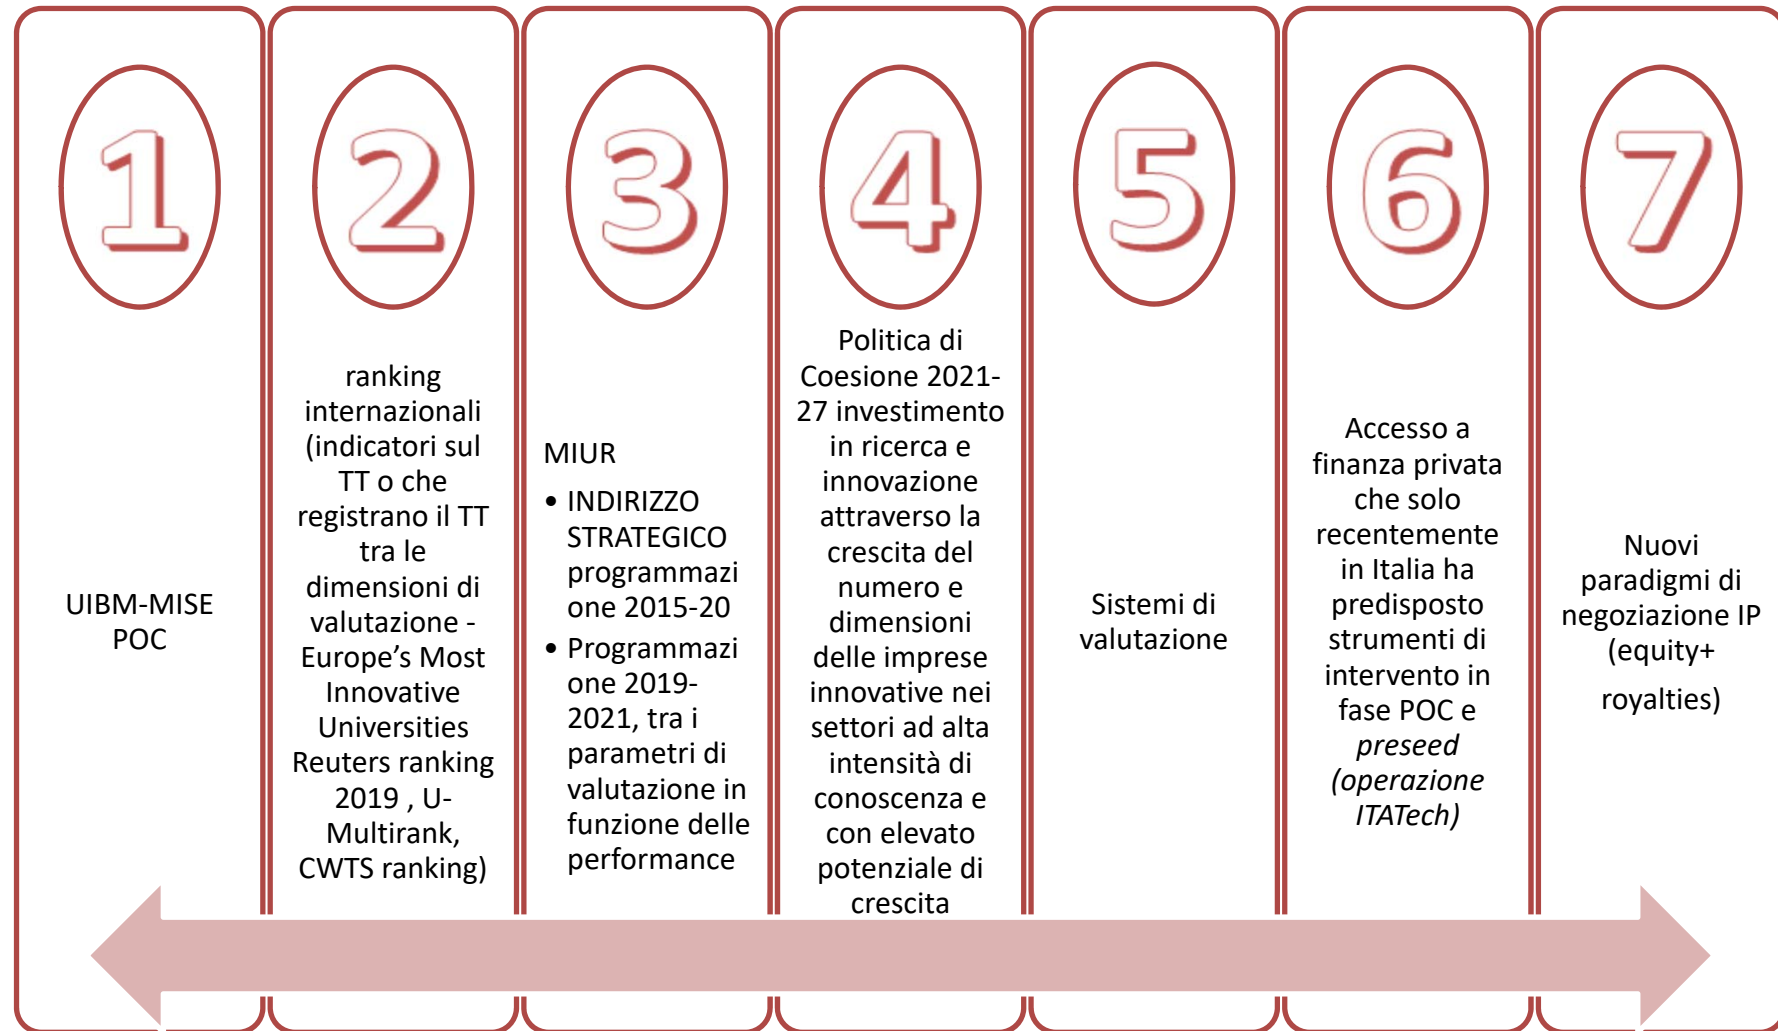 1
UIBM-MISE
POC
2
ranking
internazionali
(indicatori sul
TT o che
registrano il TT
tra le
dimensioni di
valutazione -
Europe’s Most
Innovative
Universities
Reuters ranking
2019 , U-
Multirank,
CWTS ranking)
3
MIUR
• INDIRIZZO
STRATEGICO
programmazi
one 2015-20
• Programmazi
one 2019-
2021, tra i
parametri di
valutazione in
funzione delle
performance
4
Politica di
Coesione 2021-
27 investimento
in ricerca e
innovazione
attraverso la
crescita del
numero e
dimensioni
delle imprese
innovative nei
settori ad alta
intensità di
conoscenza e
con elevato
potenziale di
crescita
5
Sistemi di
valutazione
6
Accesso a
finanza privata
che solo
recentemente
in Italia ha
predisposto
strumenti di
intervento in
fase POC e
preseed
(operazione
ITATech)
7
Nuovi
paradigmi di
negoziazione IP
(equity+
royalties)